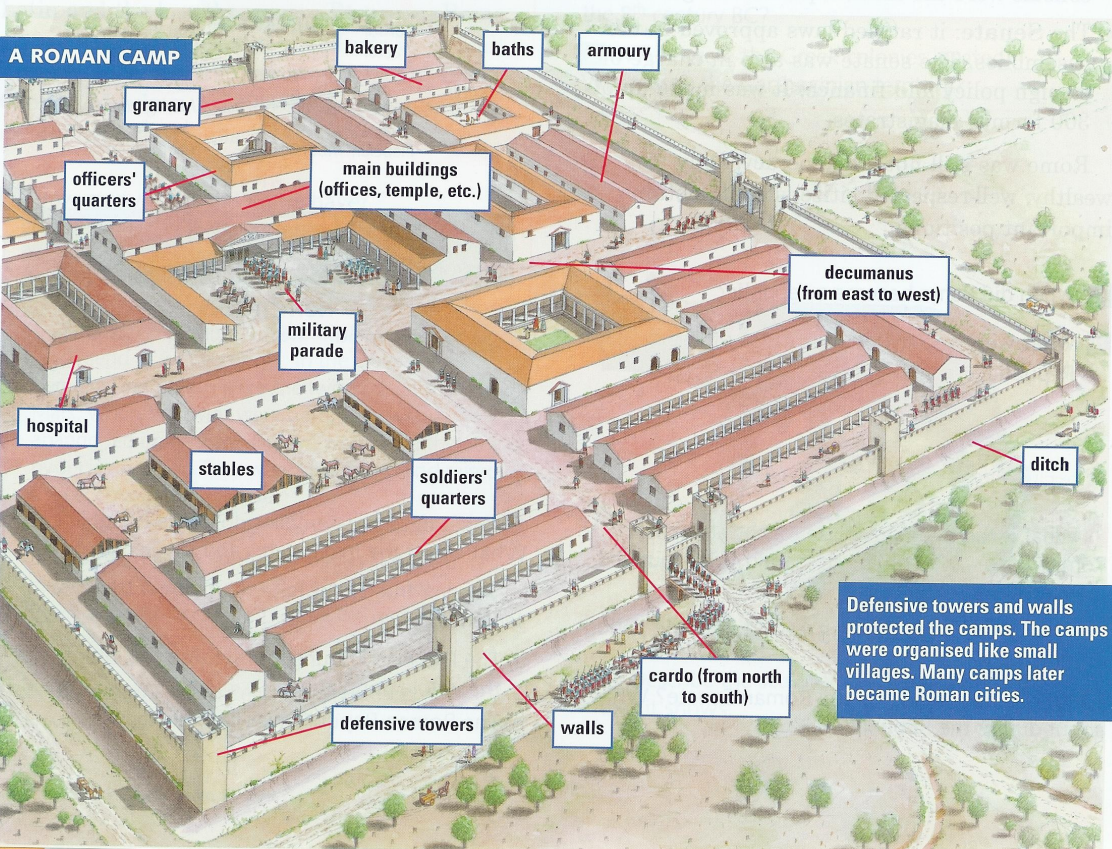 A ROMAN CAMP
bakery
baths
armoury
granary
officers'
quarters
main buildings
(offices, temple, etc.)
decumanus
(from east to west)
military
parade
hospital
stables
soldiers'
quarters
ditch
Defensive towers and walls
protected the camps. The camps
were organised like small
villages. Many camps later
became Roman cities.
cardo (from north
to south)
defensive towers
walls